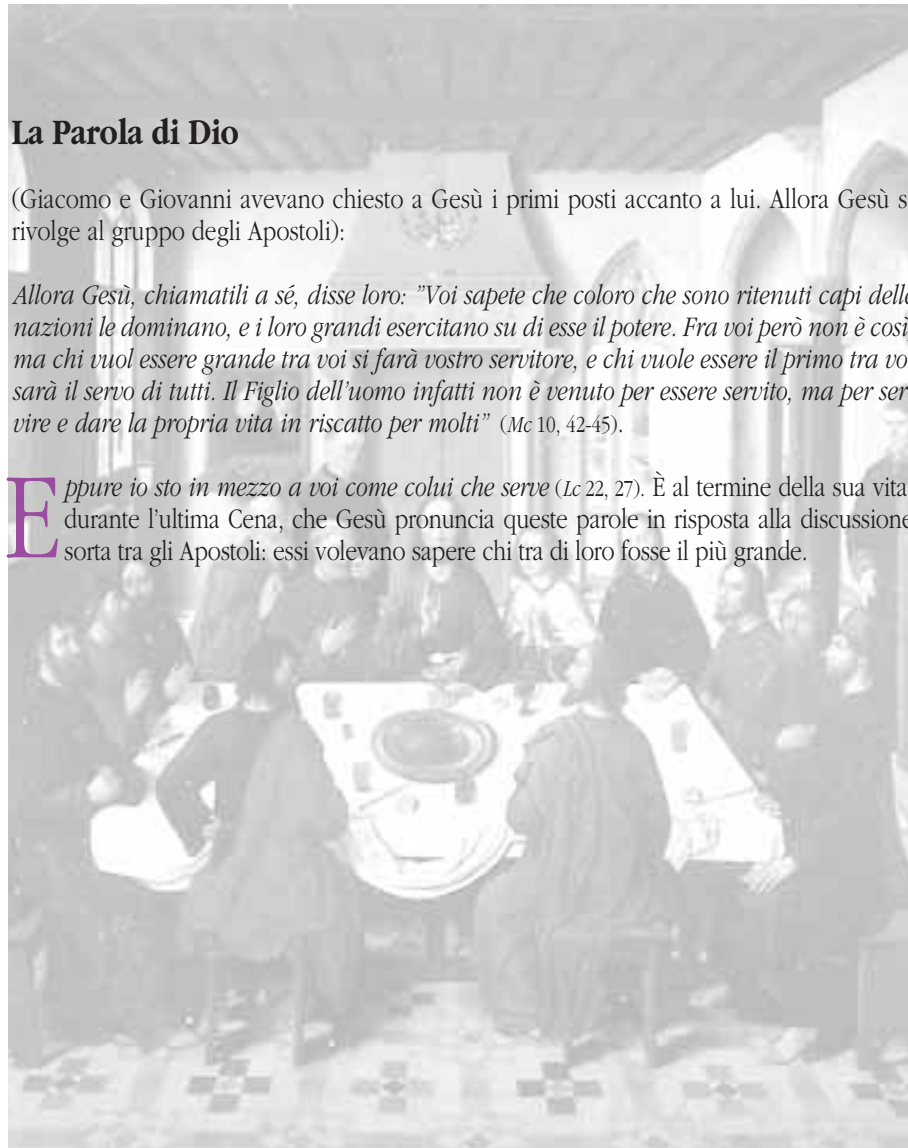 La Parola di Dio
(Giacomo e Giovanni avevano chiesto a Gesù i primi posti accanto a lui. Allora Gesù s
rivolge al gruppo degli Apostoli):
Allora Gesù, chiamatili a sé, disse loro: ”Voi sapete che coloro che sono ritenuti capi delle
nazioni le dominano, e i loro grandi esercitano su di esse il potere. Fra voi però non è così,
ma chi vuol essere grande tra voi si farà vostro servitore, e chi vuole essere il primo tra vo
sarà il servo di tutti. Il Figlio dell’uomo infatti non è venuto per essere servito, ma per ser
vire e dare la propria vita in riscatto per molti” (Mc 10, 42-45).
Eppure io sto in mezzo a voi come colui che serve (Lc 22, 27). È al termine della sua vita,
durante l’ultima Cena, che Gesù pronuncia queste parole in risposta alla discussione
sorta tra gli Apostoli: essi volevano sapere chi tra di loro fosse il più grande.